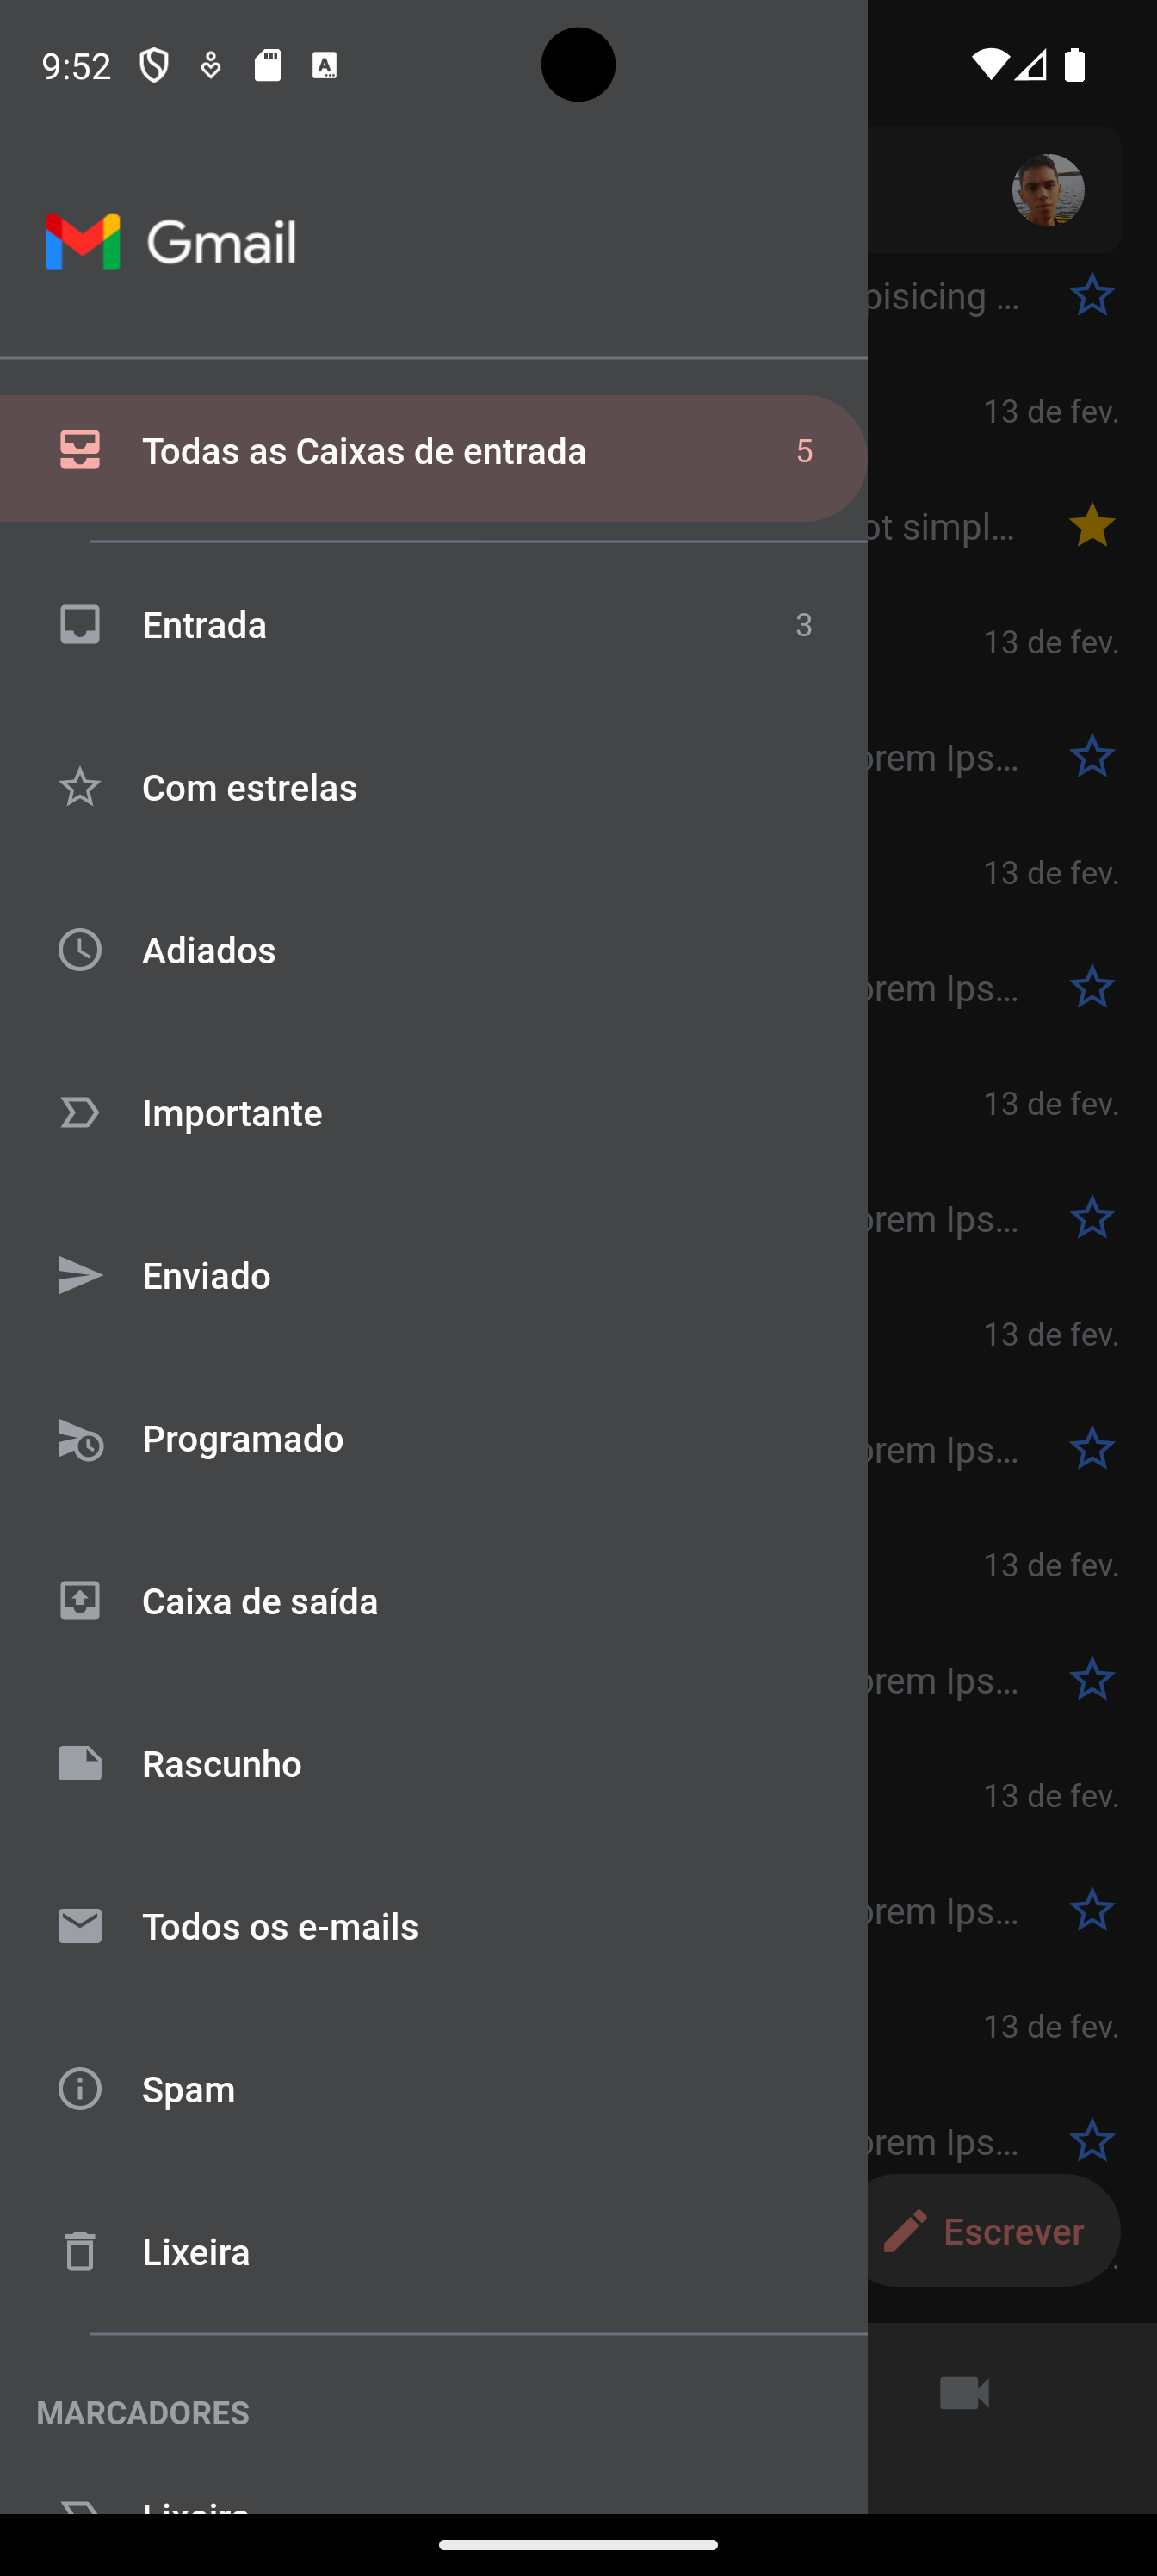 9:52
Gmail
pisicing ...
Todas as Caixas de entrada 5
13 de fev.
ot simpl...
Entrada 3
13 de fev.
orem Ips...
Com estrelas
13 de fev.
Adiados
orem Ips...
Importante
13 de fev.
orem Ips...
Enviado
13 de fev.
Programado
orem Ips...
13 de fev.
Caixa de saída
orem Ips...
Rascunho
13 de fev.
orem Ips...
Todos os e-mails
13 de fev.
Spam
orem Ips...
Escrever
Lixeira
MARCADORES
Lixeira